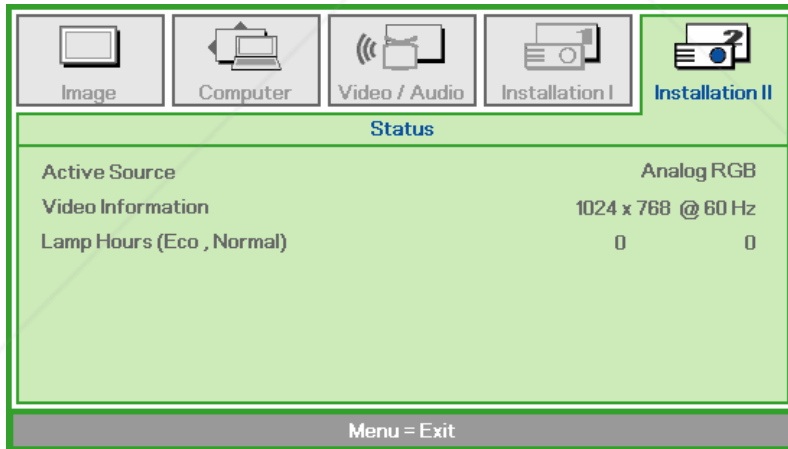 Image Computer Video / Audio Installation I Installation II
Status
Active Source Analog RGB
Video Information 1024 x 768 @ 60 Hz
Lamp Hours (Eco , Normal) 0 0
Menu = Exit